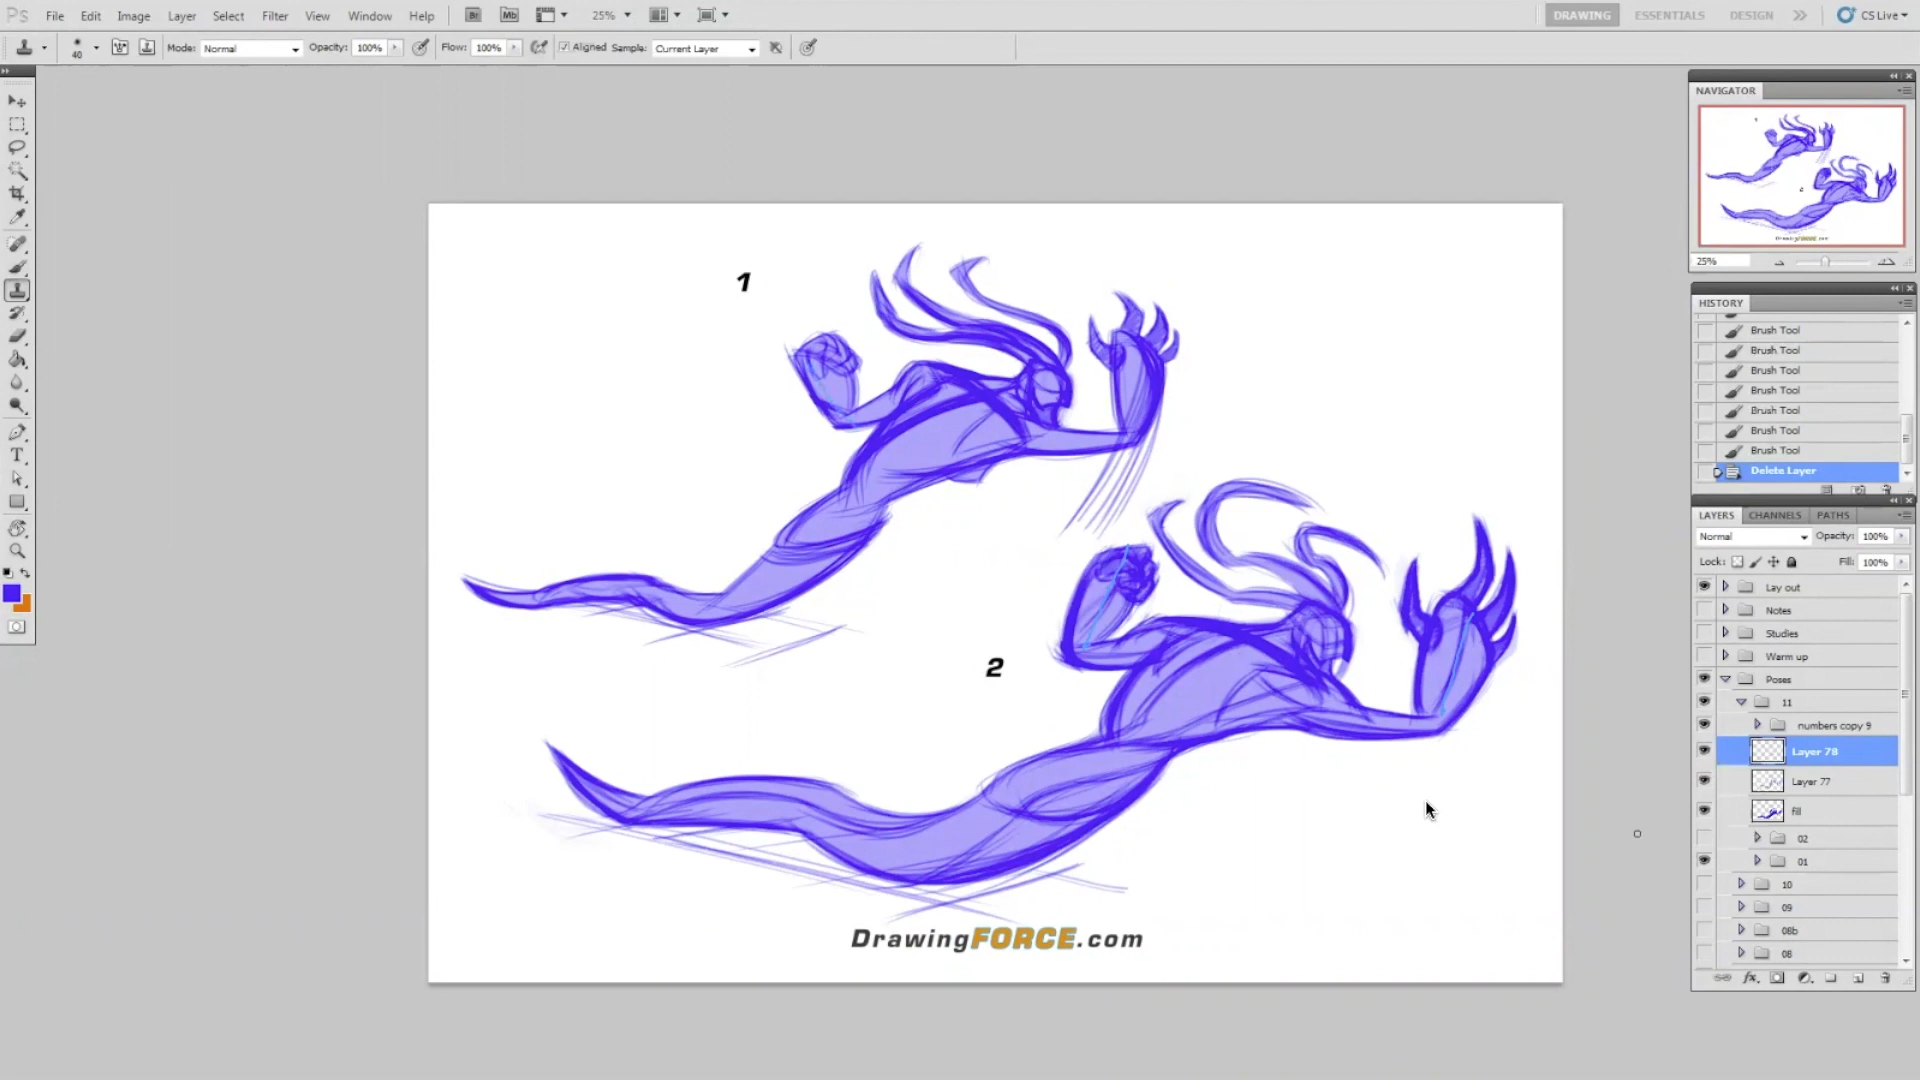 Ps File Edit Image Layer Select Filter View Window Help Br Mb 25% DRAWING ESSENTIALS DESIGN CS Live
40 Mode: Normal Opacity: 100% Flow: 100% Aligned Sample: Current Layer
NAVIGATOR
25%
HISTORY
Brush Tool
Brush Tool
Brush Tool
Brush Tool
Brush Tool
Brush Tool
Brush Tool
Delete Layer
LAYERS CHANNELS PATHS
Normal Opacity: 100%
Lock: Fill: 100%
Lay out
Notes
Studies
Warm up
Poses
11
numbers copy 9
Layer 78
Layer 77
fill
02
01
10
09
08b
08
1
2
DrawingFORCE.com